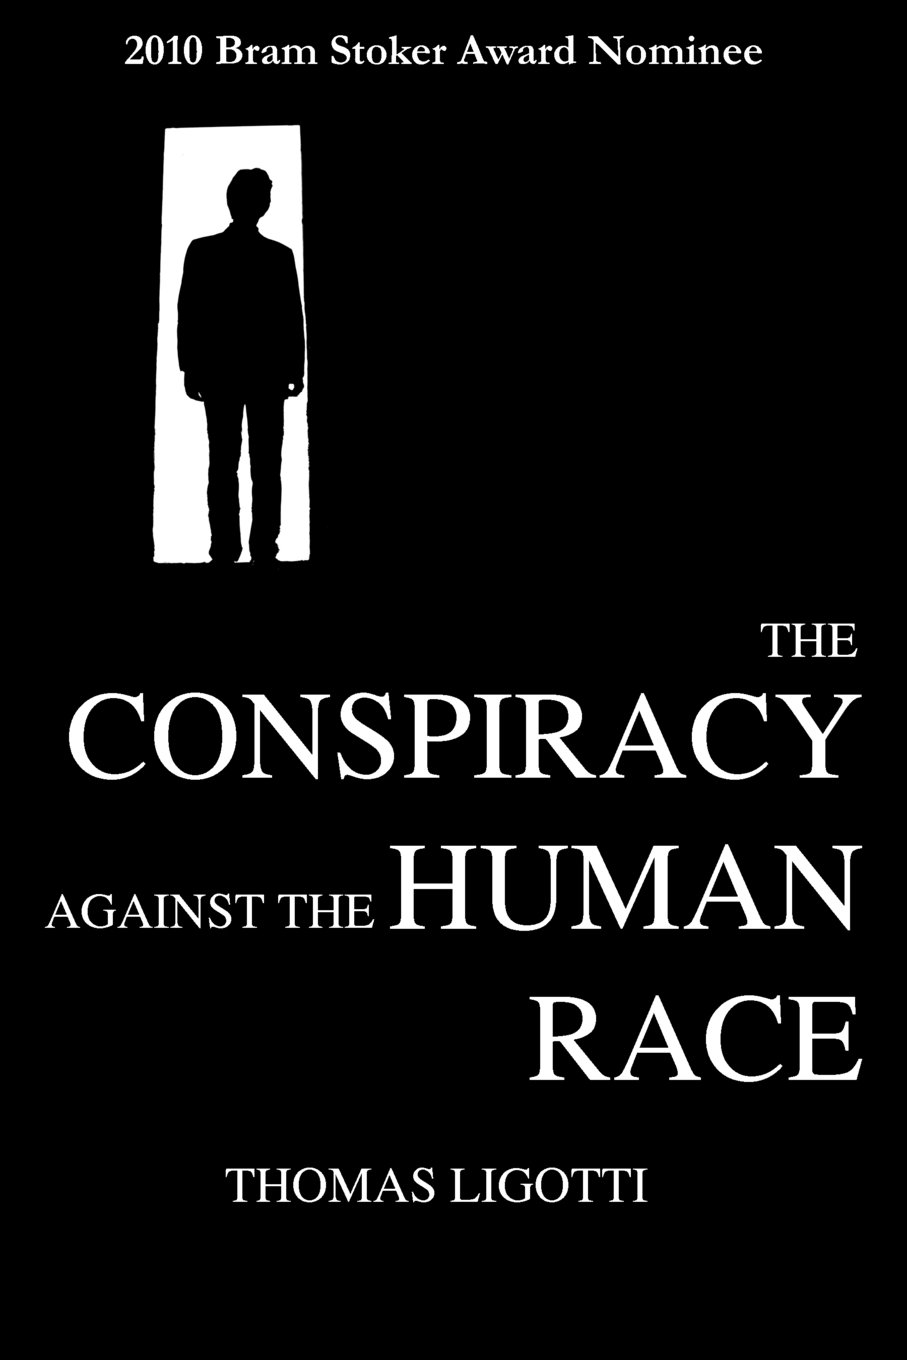 2010 Bram Stoker Award Nominee
THE
CONSPIRACY
AGAINST THE HUMAN
RACE
THOMAS LIGOTTI